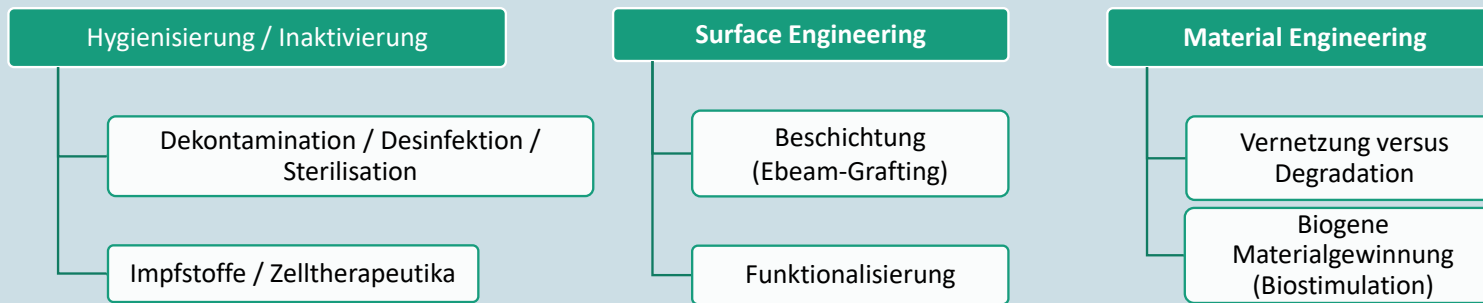 Hygienisierung / Inaktivierung
Dekontamination / Desinfektion /
Sterilisation
Impfstoffe / Zelltherapeutika
Surface Engineering
Beschichtung
(Ebeam-Grafting)
Funktionalisierung
Material Engineering
Vernetzung versus
Degradation
Biogene
Materialgewinnung
(Biostimulation)